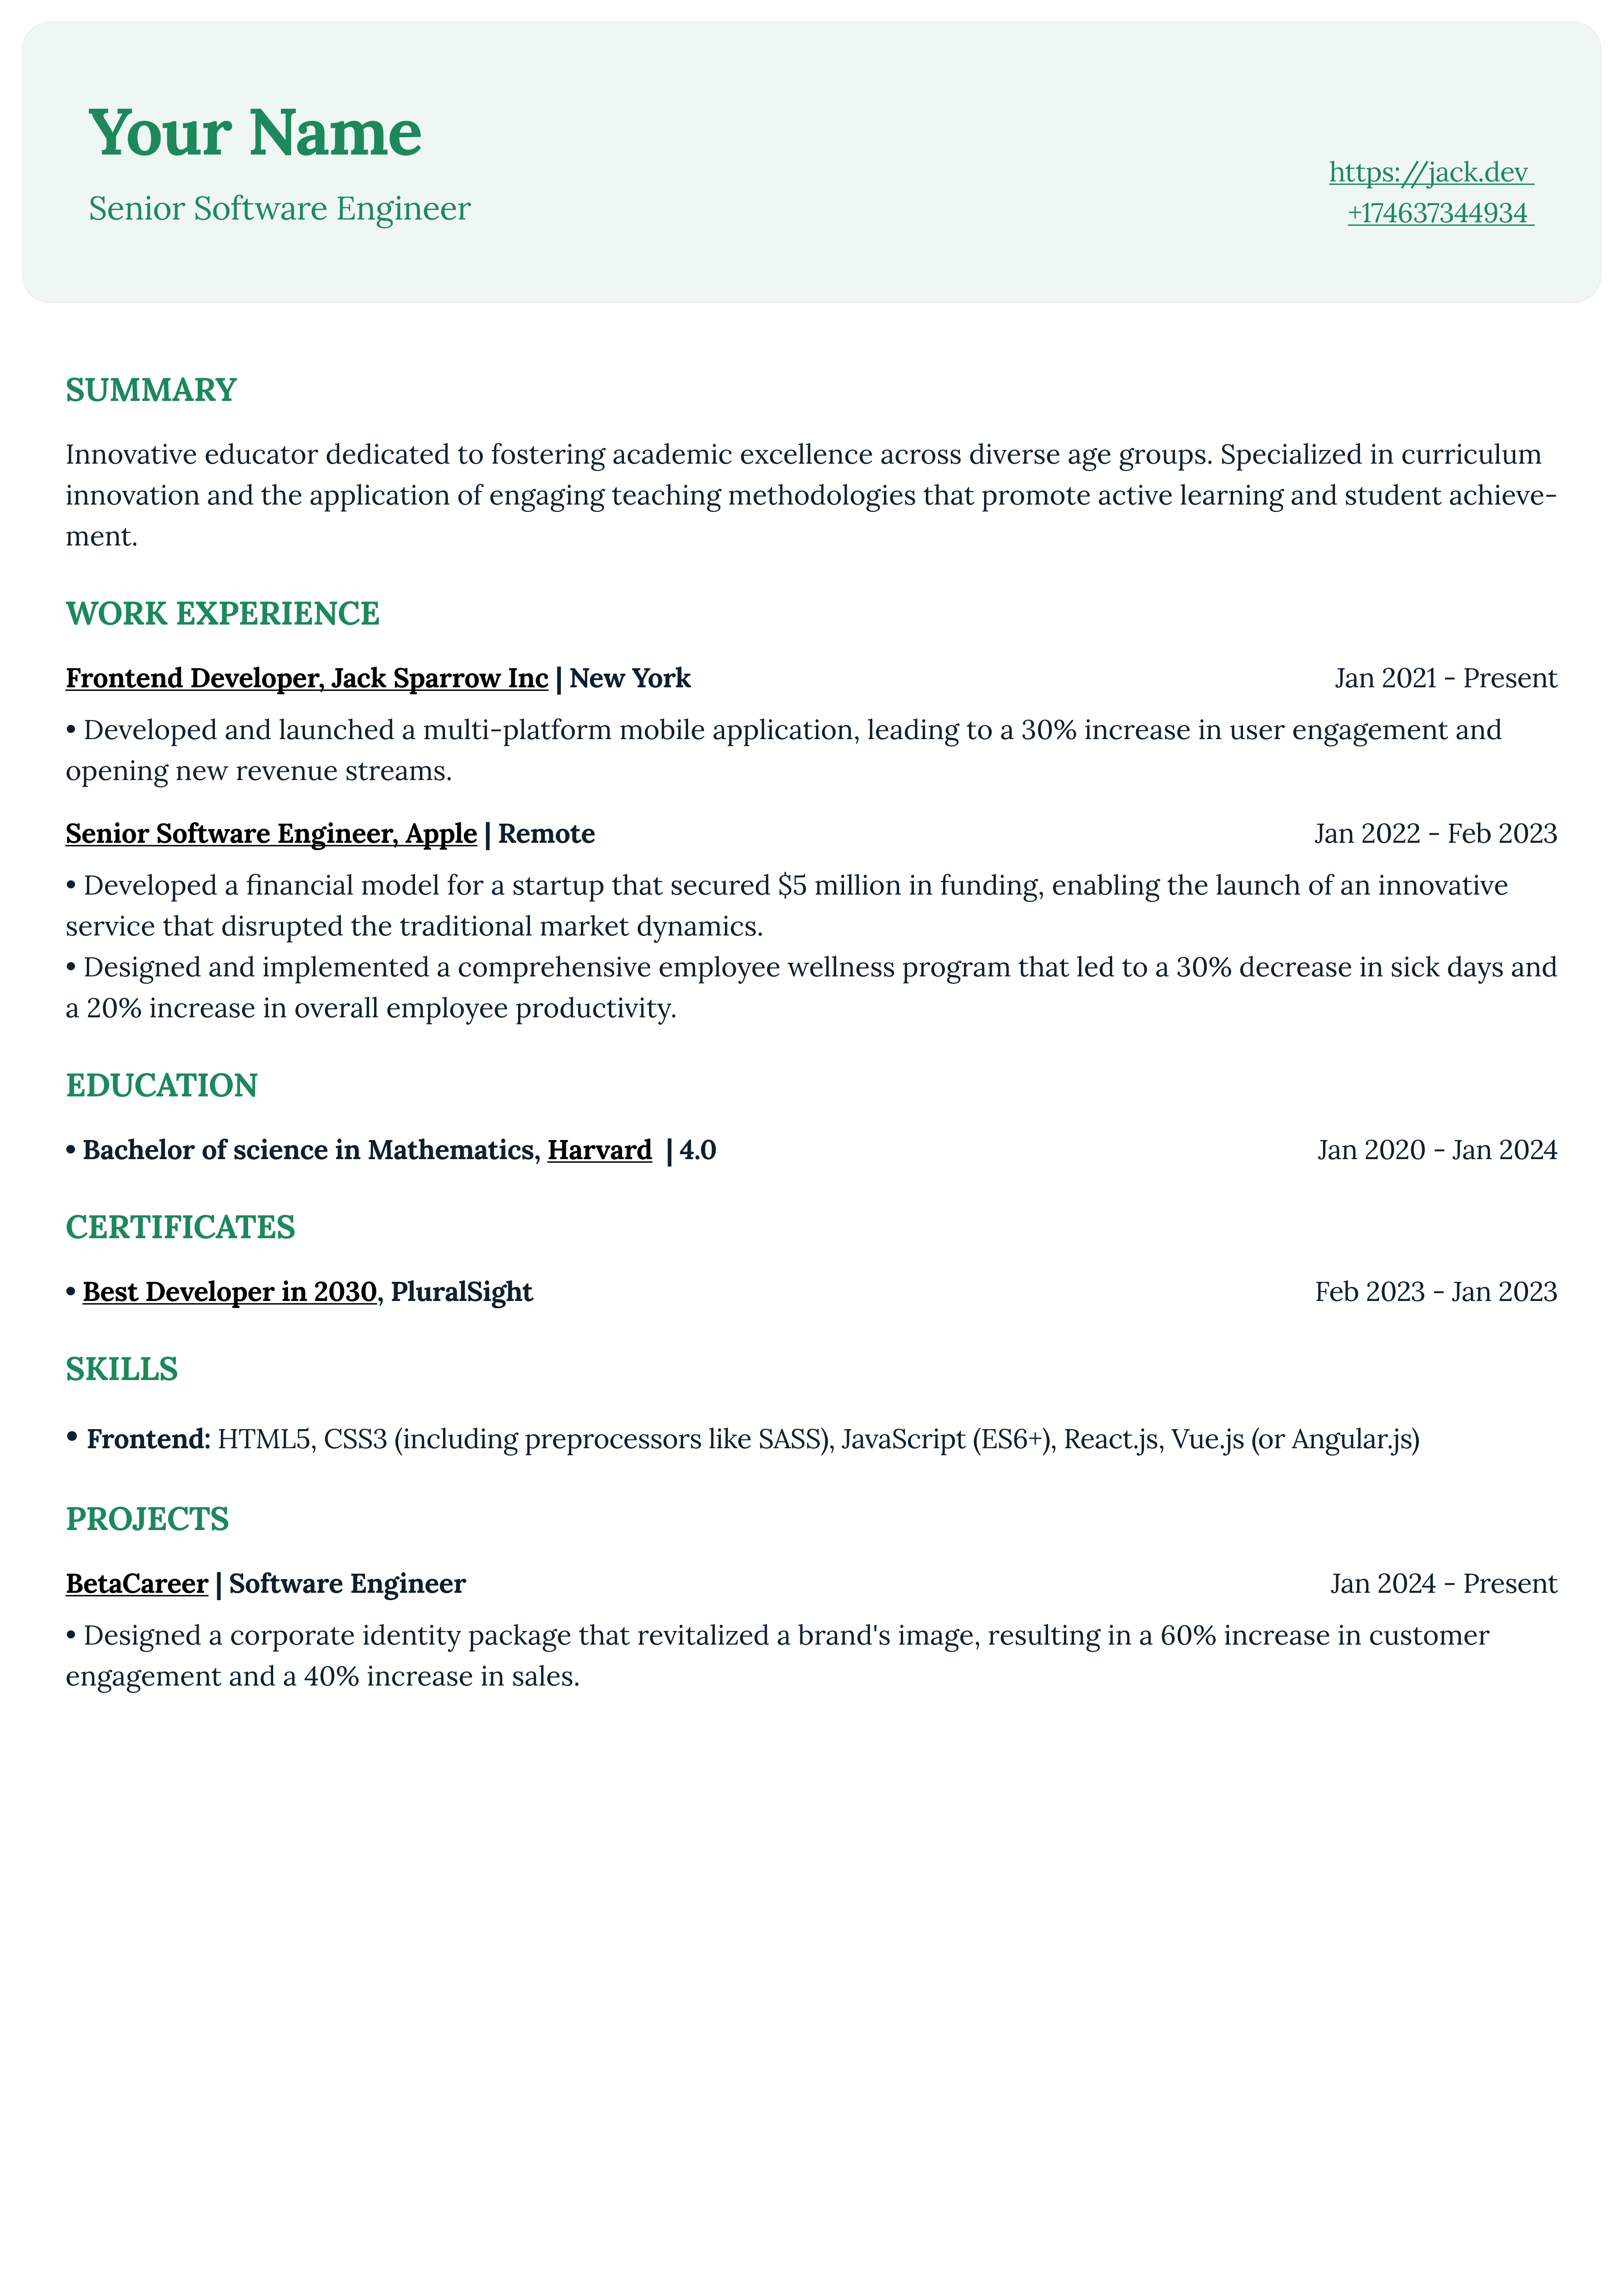 Your Name
Senior Software Engineer
https://jack.dev
+174637344934
SUMMARY
Innovative educator dedicated to fostering academic excellence across diverse age groups. Specialized in curriculum
innovation and the application of engaging teaching methodologies that promote active learning and student achieve-
ment.
WORK EXPERIENCE
Frontend Developer, Jack Sparrow Inc | New York Jan 2021 - Present
• Developed and launched a multi-platform mobile application, leading to a 30% increase in user engagement and
opening new revenue streams.
Senior Software Engineer, Apple | Remote Jan 2022 - Feb 2023
• Developed a financial model for a startup that secured $5 million in funding, enabling the launch of an innovative
service that disrupted the traditional market dynamics.
• Designed and implemented a comprehensive employee wellness program that led to a 30% decrease in sick days and
a 20% increase in overall employee productivity.
EDUCATION
• Bachelor of science in Mathematics, Harvard | 4.0 Jan 2020 - Jan 2024
CERTIFICATES
• Best Developer in 2030, PluralSight Feb 2023 - Jan 2023
SKILLS
• Frontend: HTML5, CSS3 (including preprocessors like SASS), JavaScript (ES6+), React.js, Vue.js (or Angular.js)
PROJECTS
BetaCareer | Software Engineer Jan 2024 - Present
• Designed a corporate identity package that revitalized a brand's image, resulting in a 60% increase in customer
engagement and a 40% increase in sales.